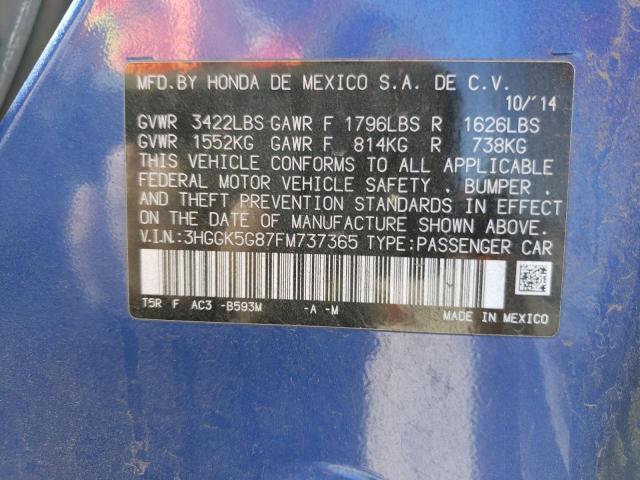 MFD.BY HONDA DE MEXICO S.A. DE C.V.
10/'14
GVWR 3422LBS GAWR F 1796LBS R 1626LBS
GVWR 1552KG GAWR F 814KG R 738KG
THIS VEHICLE CONFORMS TO ALL APPLICABLE
FEDERAL MOTOR VEHICLE SAFETY , BUMPER ,
AND THEFT PREVENTION STANDARDS IN EFFECT
ON THE DATE OF MANUFACTURE SHOWN ABOVE.
V.I.N:3HGGK5G87FM737365 TYPE:PASSENGER CAR
T5R F AC3 -B593M -A -M
MADE IN MEXICO